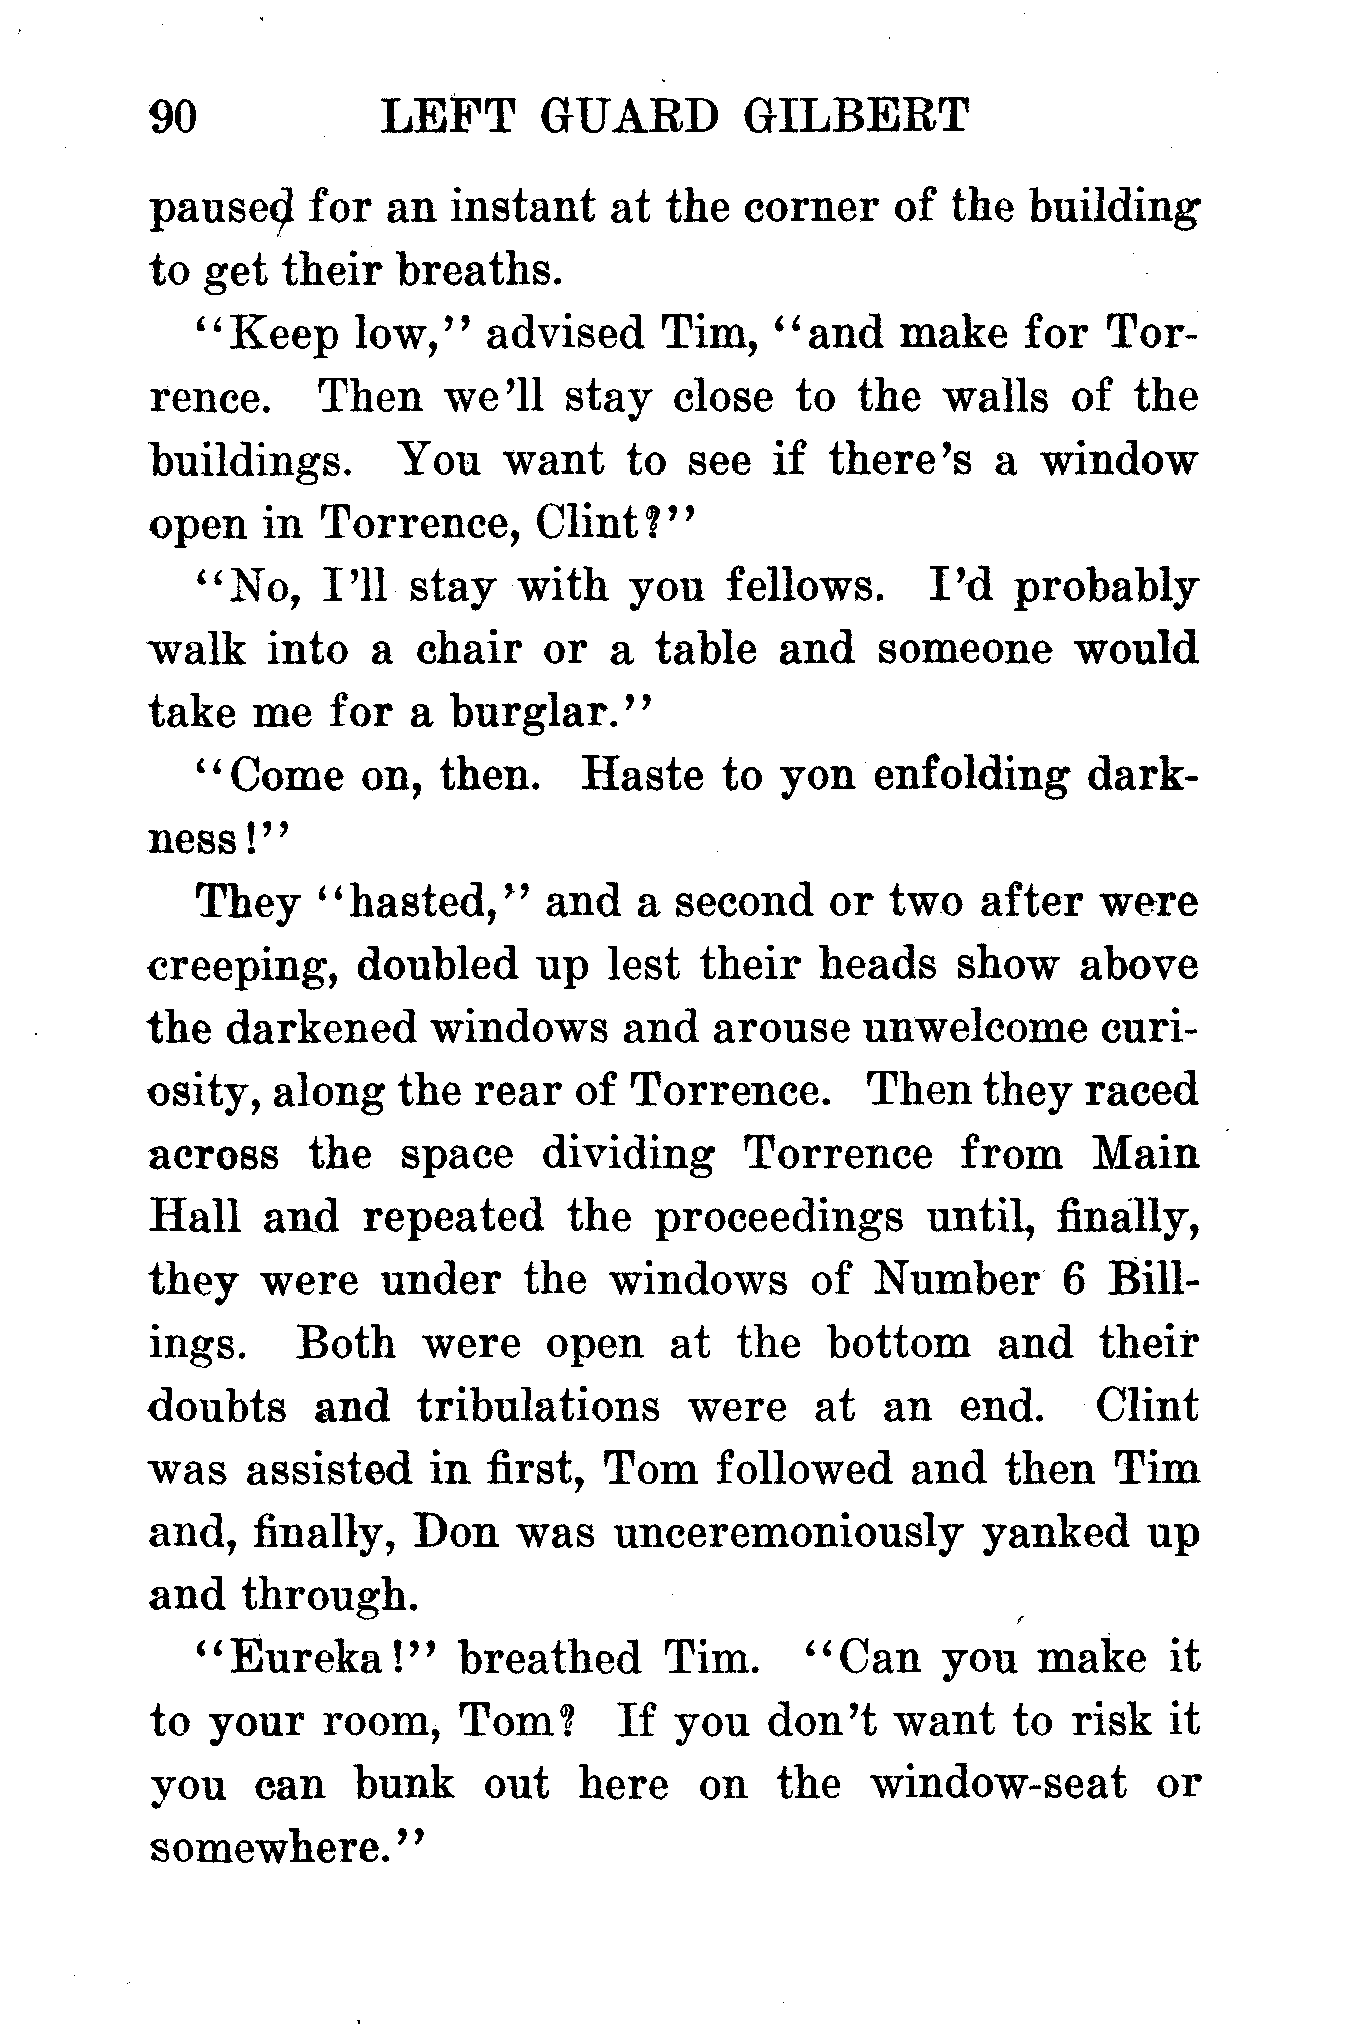 90 LEFT GUARD GILBERT
paused for an instant at the corner of the building
to get their breaths.
"Keep low," advised Tim, "and make for Tor-
rence. Then we'll stay close to the walls of the
buildings. You want to see if there's a window
open in Torrence, Clint?"
"No, I'll stay with you fellows. I'd probably
walk into a chair or a table and someone would
take me for a burglar."
"Come on, then. Haste to yon enfolding dark-
ness!"
They "hasted," and a second or two after were
creeping, doubled up lest their heads show above
the darkened windows and arouse unwelcome curi-
osity, along the rear of Torrence. Then they raced
across the space dividing Torrence from Main
Hall and repeated the proceedings until, finally,
they were under the windows of Number 6 Bill-
ings. Both were open at the bottom and their
doubts and tribulations were at an end. Clint
was assisted in first, Tom followed and then Tim
and, finally, Don was unceremoniously yanked up
and through.
"Eureka!" breathed Tim. "Can you make it
to your room, Tom? If you don't want to risk it
you can bunk out here on the window-seat or
somewhere."